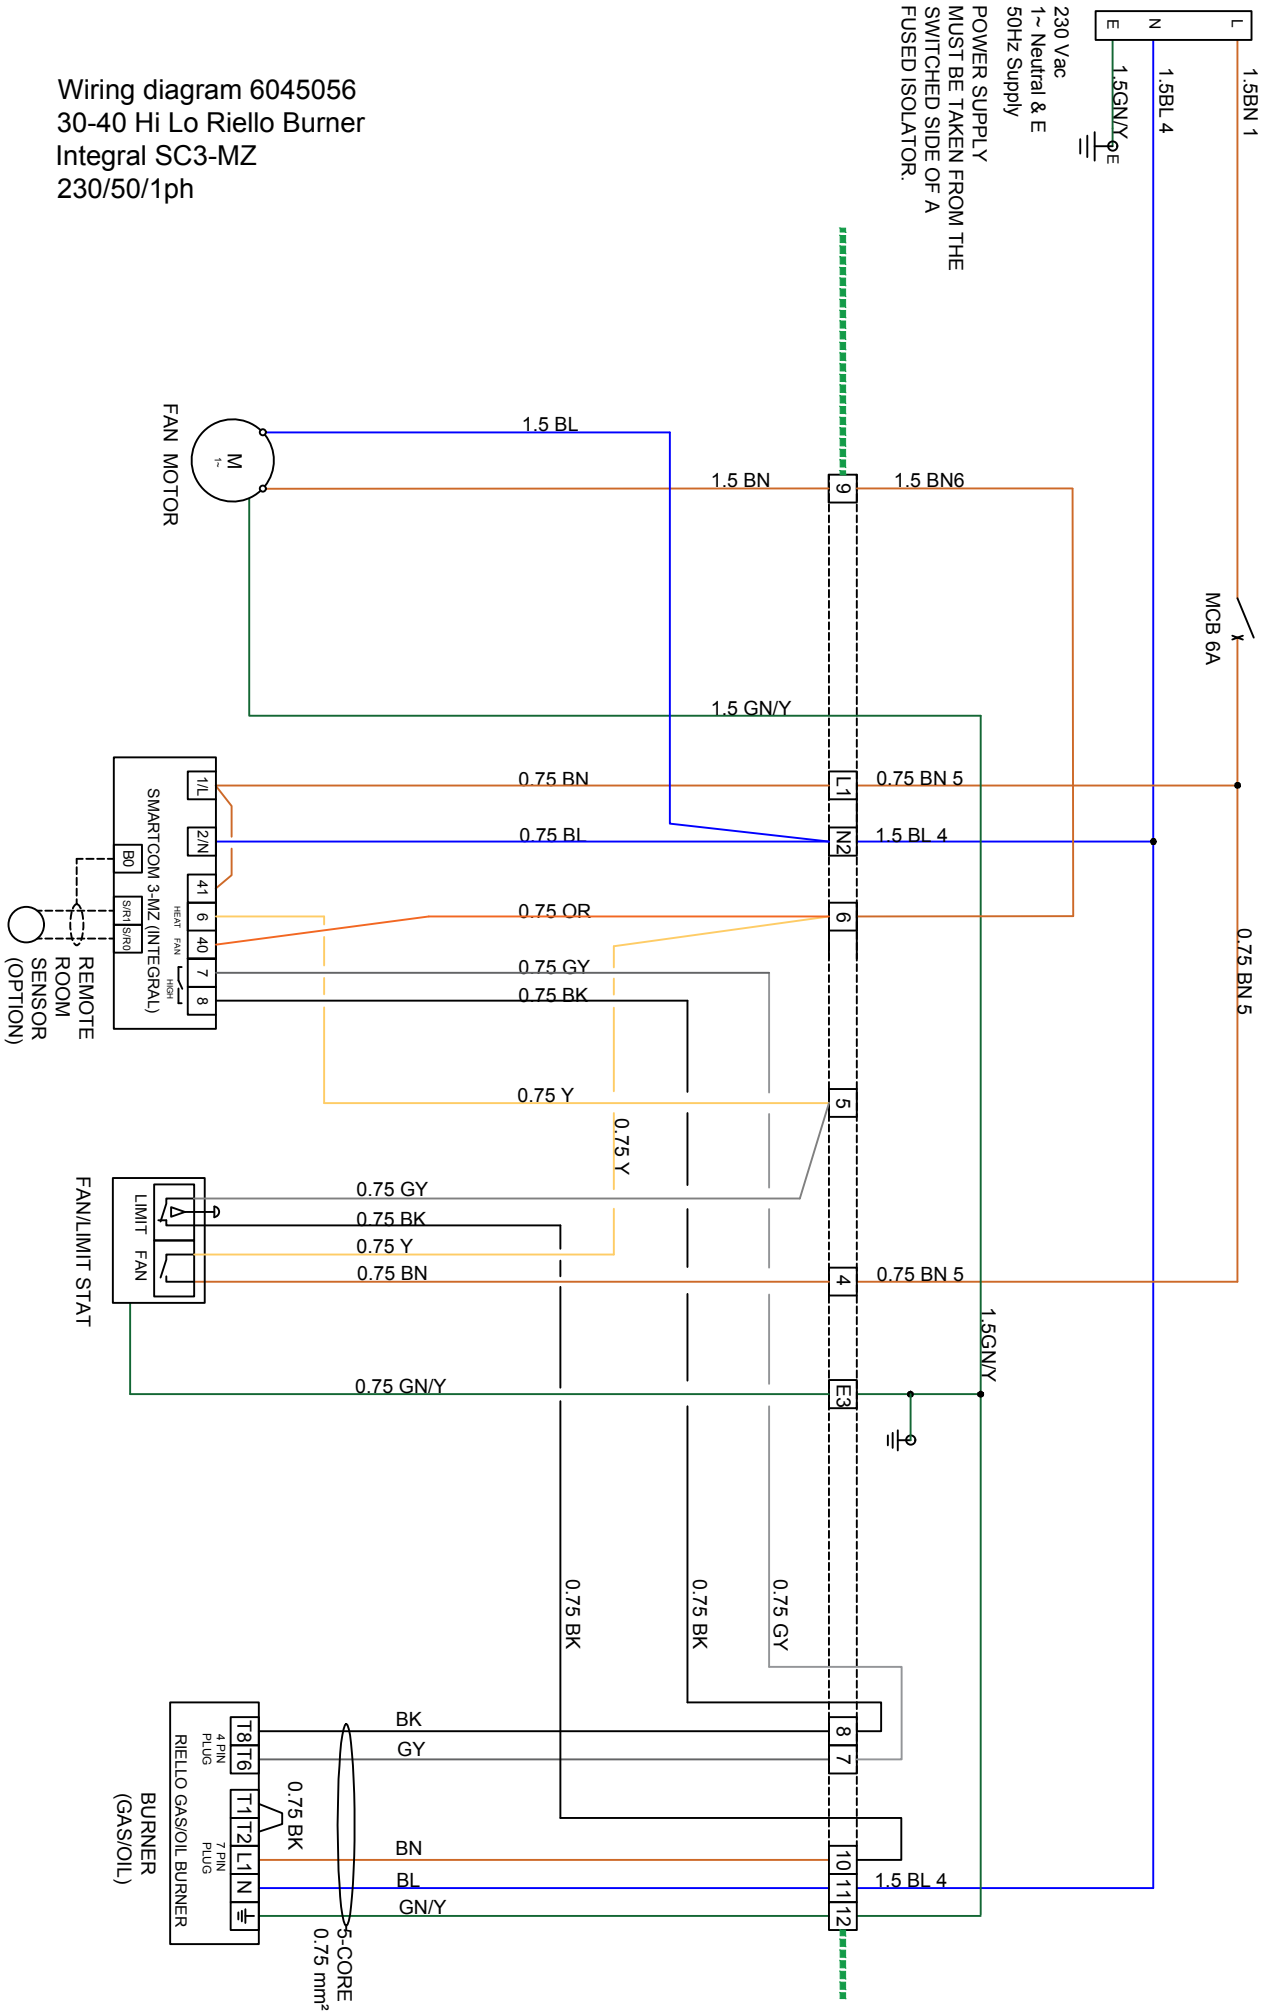 Wiring diagram 6045056
30-40 Hi Lo Riello Burner
Integral SC3-MZ
230/50/1ph
L
N
E
1.5BN 1
1.5BL 4
1.5GN/Y
E
230 Vac
1~ Neutral & E
50Hz Supply
POWER SUPPLY
MUST BE TAKEN FROM THE
SWITCHED SIDE OF A
FUSED ISOLATOR.
MCB 6A
FAN MOTOR
M
1~
1.5 BL
1.5 BN
9
1.5 BN6
1.5 GN/Y
0.75 BN
L1
0.75 BN 5
0.75 BL
N2
1.5 BL 4
0.75 OR
6
0.75 GY
0.75 BK
0.75 BN 5
1/L
2/N
41
6
40
7
8
HEAT
FAN
HIGH
SMARTCOM 3-MZ (INTEGRAL)
B0
S/R1
S/R0
REMOTE
ROOM
SENSOR
(OPTION)
0.75 Y
5
0.75 Y
0.75 GY
0.75 BK
0.75 Y
0.75 BN
4
0.75 BN 5
LIMIT
FAN
FAN/LIMIT STAT
1.5GN/Y
0.75 GN/Y
E3
0.75 BK
0.75 BK
0.75 GY
BK
8
GY
7
BN
10
BL
11
1.5 BL 4
GN/Y
12
T8
T6
T1
T2
L1
N
4 PIN
PLUG
7 PIN
PLUG
0.75 BK
RIELLO GAS/OIL BURNER
BURNER
(GAS/OIL)
5-CORE
0.75 mm²